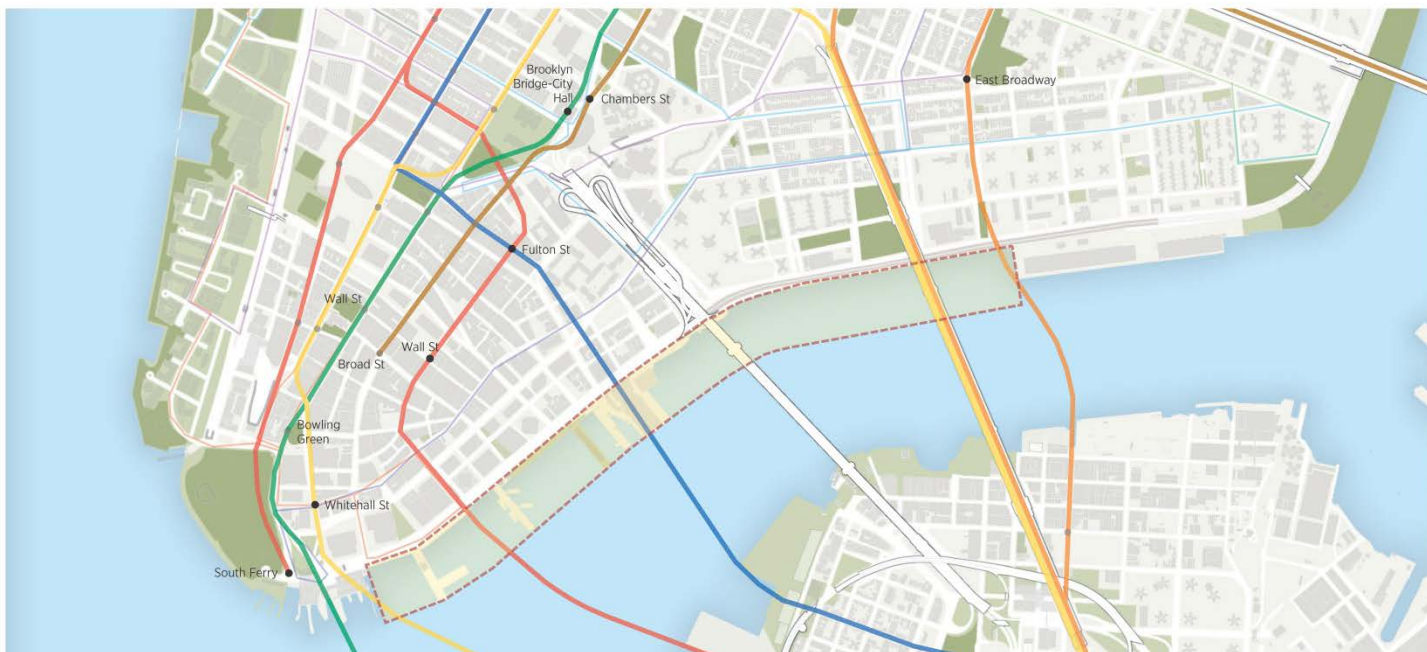 Brooklyn
Bridge-City
Hall
Chambers St
East Broadway
Fulton St
Wall St
Broad St
Wall St
Bowling
Green
Whitehall St
South Ferry